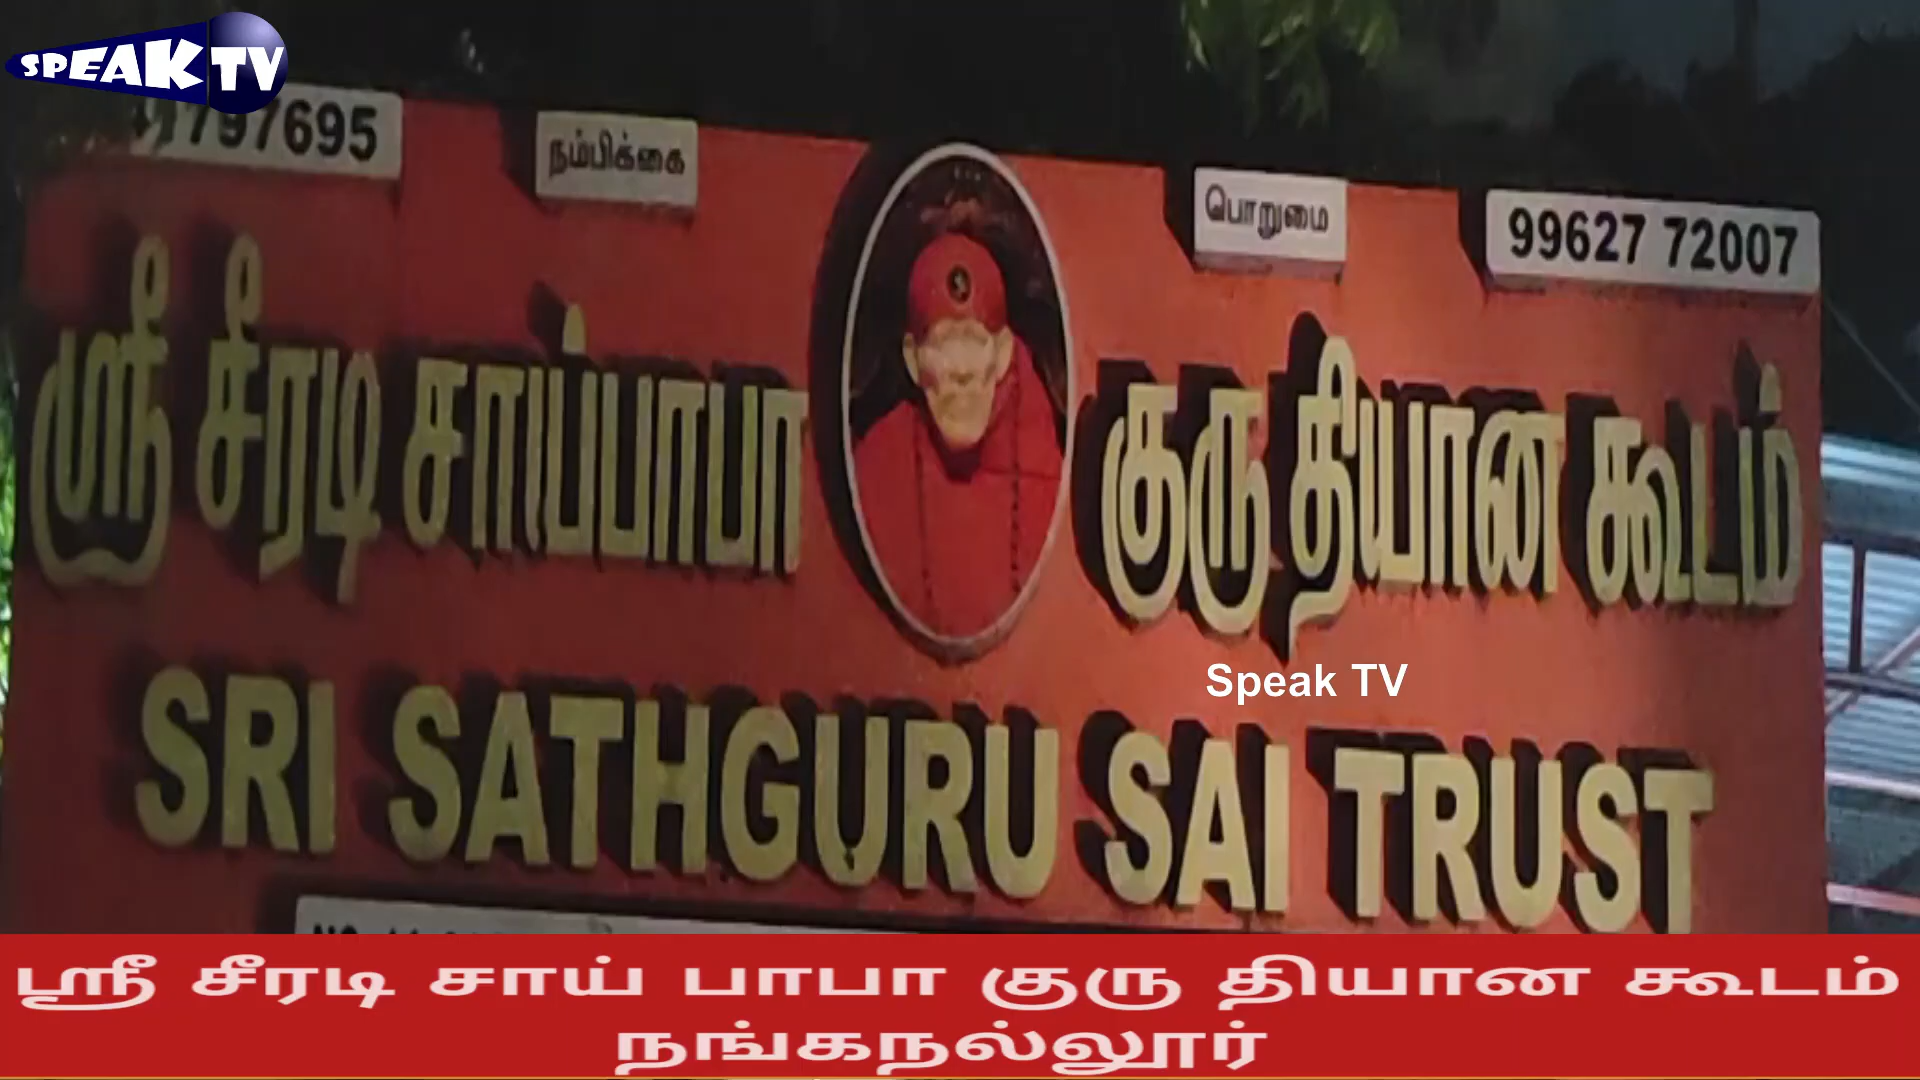 SPEAK TV
797695
நம்பிக்கை
பொறுமை
99627 72007
ஸ்ரீ சீரடி சாய்பாபா குரு தியான கூடம்
Speak TV
SRI SATHGURU SAI TRUST
ஸ்ரீ சீரடி சாய் பாபா குரு தியான கூடம்
நங்கநல்லூர்